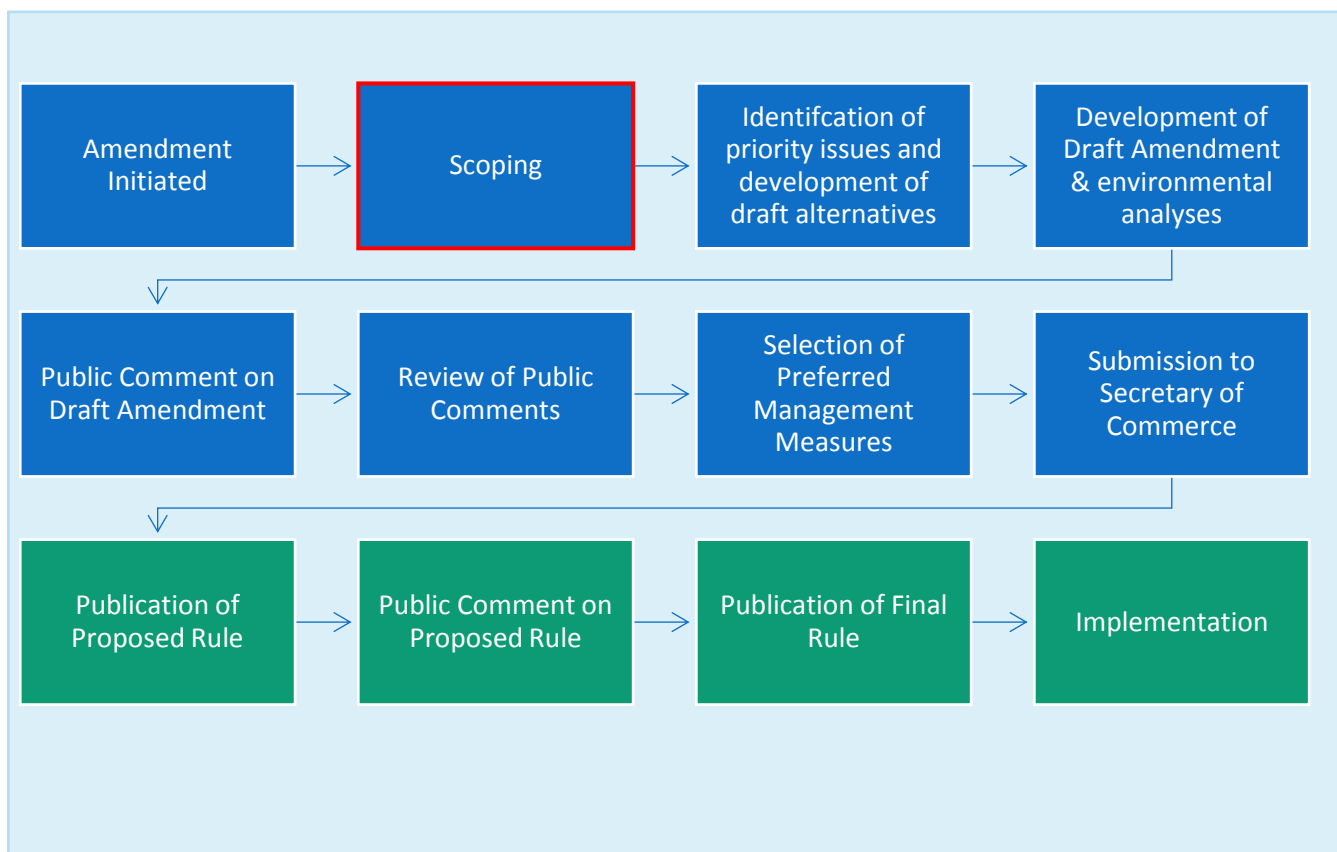 Amendment
Initiated
Scoping
Identifcation of
priority issues and
development of
draft alternatives
Development of
Draft Amendment
& environmental
analyses
Public Comment on
Draft Amendment
Review of Public
Comments
Selection of
Preferred
Management
Measures
Submission to
Secretary of
Commerce
Publication of
Proposed Rule
Public Comment on
Proposed Rule
Publication of Final
Rule
Implementation